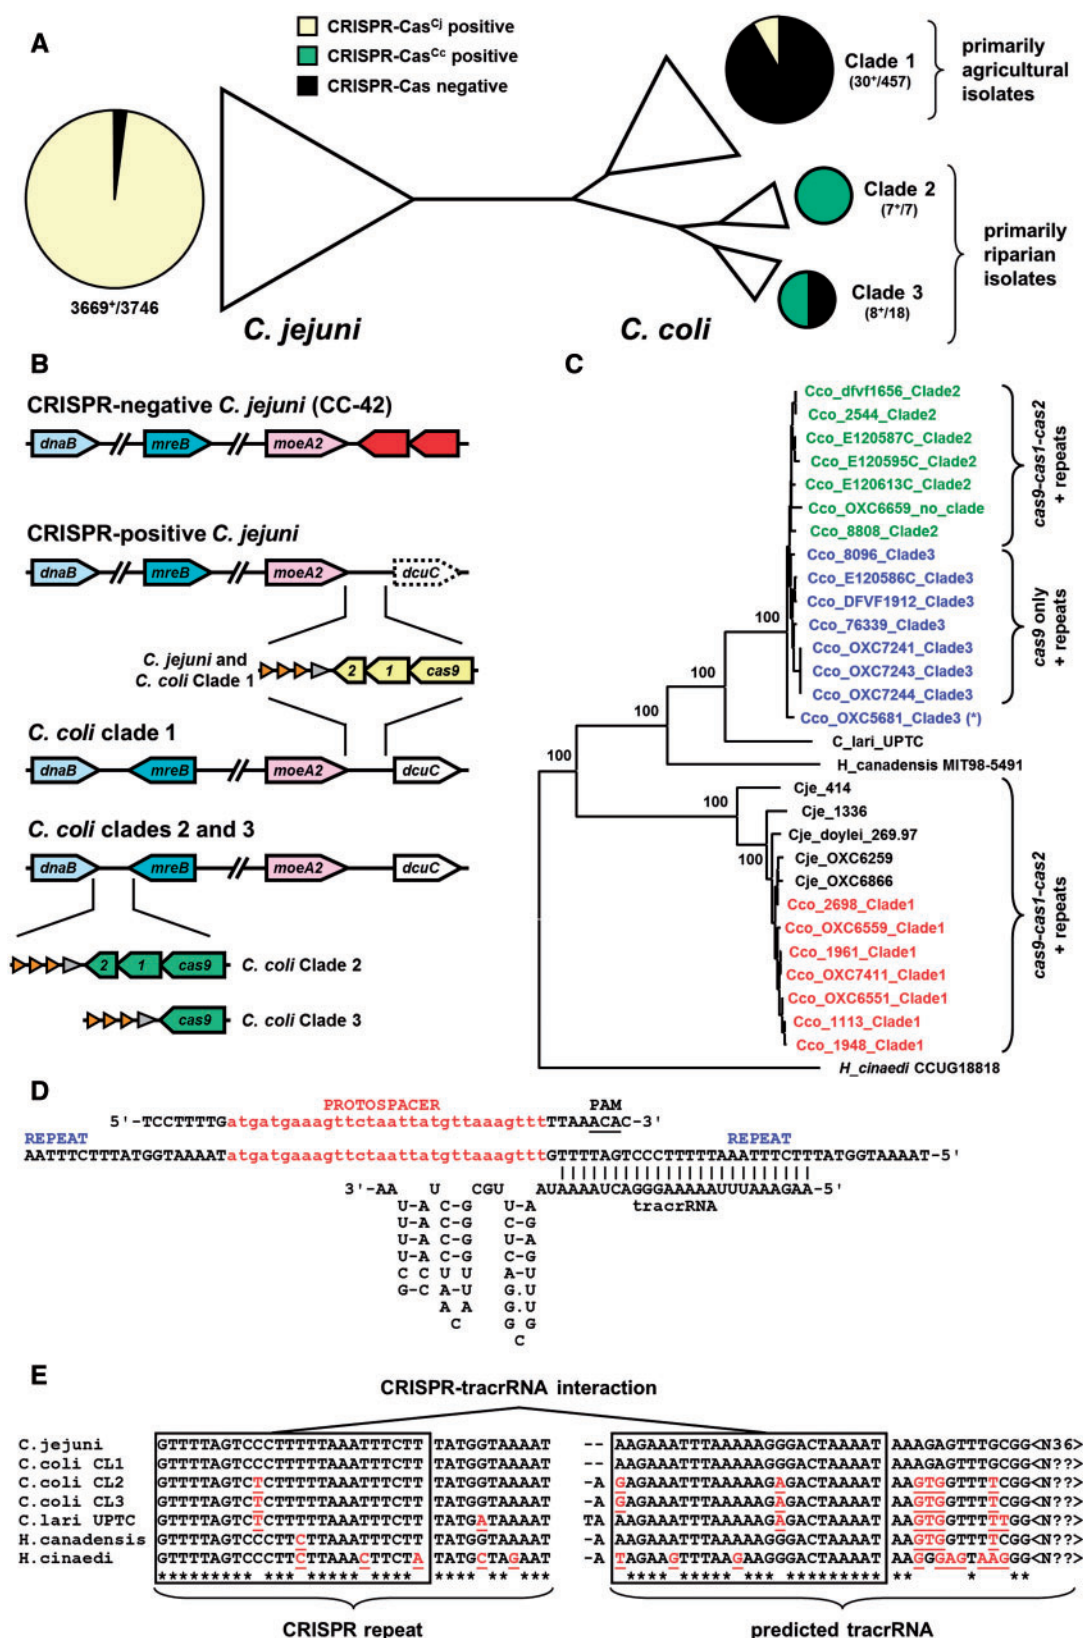 A
CRISPR-Cas^Cj positive
CRISPR-Cas^Cc positive
CRISPR-Cas negative
Clade 1
(30+/457)
primarily
agricultural
isolates
Clade 2
(7+/7)
Clade 3
(8+/18)
primarily
riparian
isolates
3669+/3746
C. jejuni
C. coli
B
CRISPR-negative C. jejuni (CC-42)
dnaB mreB moeA2
CRISPR-positive C. jejuni
dnaB mreB moeA2 dcuC
C. jejuni and
C. coli Clade 1
2 1 cas9
C. coli clade 1
dnaB mreB moeA2 dcuC
C. coli clades 2 and 3
dnaB mreB moeA2 dcuC
2 1 cas9 C. coli Clade 2
cas9 C. coli Clade 3
C
Cco_dfvf1656_Clade2
Cco_2544_Clade2
Cco_E120587C_Clade2
Cco_E120595C_Clade2
Cco_E120613C_Clade2
Cco_OXC6659_no_clade
Cco_8808_Clade2
Cco_8096_Clade3
Cco_E120586C_Clade3
Cco_DFVF1912_Clade3
Cco_76339_Clade3
Cco_OXC7241_Clade3
Cco_OXC7243_Clade3
Cco_OXC7244_Clade3
Cco_OXC5681_Clade3 (*)
C_lari_UPTC
H_canadensis MIT98-5491
Cje_414
Cje_1336
Cje_doylei_269.97
Cje_OXC6259
Cje_OXC6866
Cco_2698_Clade1
Cco_OXC6559_Clade1
Cco_1961_Clade1
Cco_OXC7411_Clade1
Cco_OXC6551_Clade1
Cco_1113_Clade1
Cco_1948_Clade1
H_cinaedi CCUG18818
100
100
100
100
100
cas9-cas1-cas2
+ repeats
cas9 only
+ repeats
cas9-cas1-cas2
+ repeats
D
PROTOSPACER PAM
5'-TCCTTTTGatgatgaaagttctaattatgttaaagtttTTAAACAC-3'
REPEAT REPEAT
AATTTCTTTATGGTAAAATatgatgaaagttctaattatgttaaagtttGTTTTAGTCCCTTTTTAAATTTCTTTATGGTAAAAT-5'
3'-AA U CGU AUAAAAUCAGGGAAAAAUUUAAAGAA-5'
tracrRNA
U-A C-G U-A
U-A C-G C-G
U-A C-G U-A
U-A C-G C-G
C C U U A-U
G-C A U G.U
A A G U
C G G
C
E
CRISPR-tracrRNA interaction
C.jejuni GTTTTAGTCCCTTTTTAAATTTCTT TATGGTAAAAT -- AAGAAATTTAAAAAGGGACTAAAAT AAAGAGTTTGCGG<N36>
C.coli CL1 GTTTTAGTCCCTTTTTAAATTTCTT TATGGTAAAAT -- AAGAAATTTAAAAAGGGACTAAAAT AAAGAGTTTGCGG<N??>
C.coli CL2 GTTTTAGTCTCTTTTTAAATTTCTT TATGGTAAAAT -A GAGAAATTTAAAAAGAGACTAAAAT AAGTGGTTTTCGG<N??>
C.coli CL3 GTTTTAGTCTCTTTTTAAATTTCTT TATGGTAAAAT -A GAGAAATTTAAAAAGAGACTAAAAT AAGTGGTTTTCGG<N??>
C.lari UPTC GTTTTAGTCTCTTTTTAAATTTCTT TATGATAAAAT TA AAGAAATTTAAAAAGAGACTAAAAT AAGTGGTTTTTTG<N??>
H.canadensis GTTTTAGTCCCTTCTTAAATTTCTT TATGGTAAAAT -A AAGAAATTTAAAAAGGGACTAAAAT AAGTGGTTTTCGG<N??>
H.cinaedi GTTTTAGTCCCTTCTTAAACTTCTA TATGCTAGAAT -A TAGAAGTTTAAGAAGGGACTAAAAT AAGGGAGTAAGGG<N??>
CRISPR repeat
predicted tracrRNA